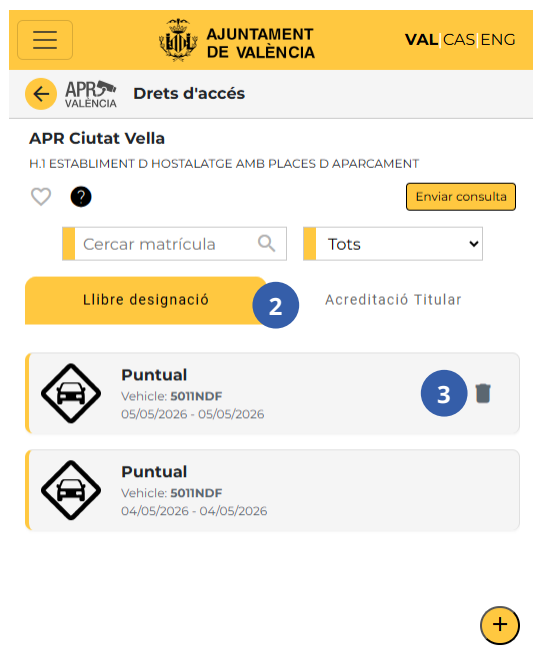 AJUNTAMENT
DE VALÈNCIA
VAL|CAS|ENG
APR
VALÈNCIA
Drets d'accés
APR Ciutat Vella
H.1 ESTABLIMENT D HOSTALATGE AMB PLACES D APARCAMENT
?
Enviar consulta
Cercar matrícula
Tots
Llibre designació
2
Acreditació Titular
Puntual
Vehicle: 5011NDF
05/05/2026 - 05/05/2026
3
Puntual
Vehicle: 5011NDF
04/05/2026 - 04/05/2026
+